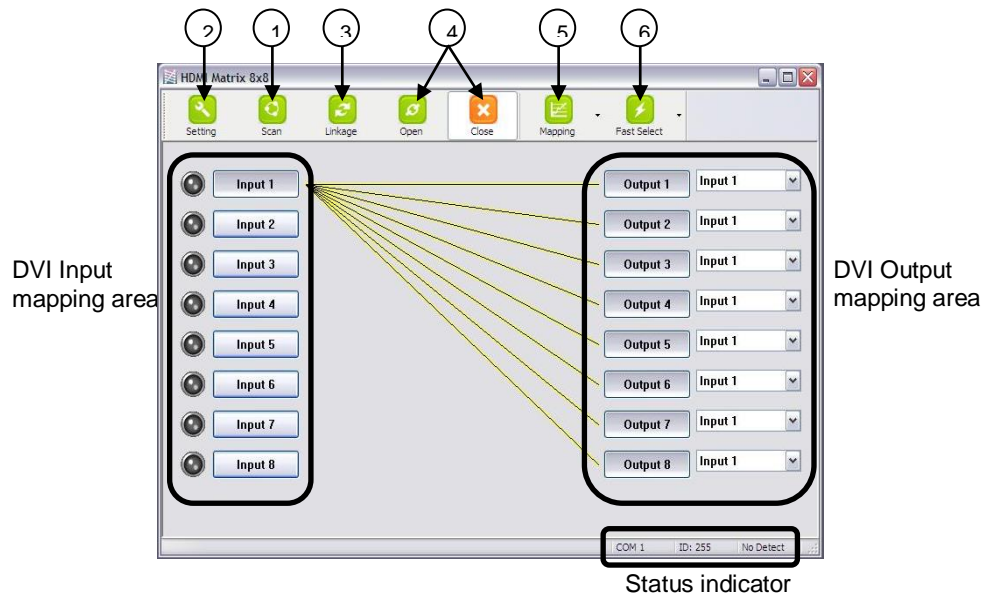 2 1 3 4 5 6
HDMI Matrix 8x8
Setting Scan Linkage Open Close Mapping Fast Select
Input 1 Output 1 Input 1
Input 2 Output 2 Input 1
Input 3 Output 3 Input 1
DVI Input
mapping area
DVI Output
mapping area
Input 4 Output 4 Input 1
Input 5 Output 5 Input 1
Input 6 Output 6 Input 1
Input 7 Output 7 Input 1
Input 8 Output 8 Input 1
COM 1 ID: 255 No Detect
Status indicator